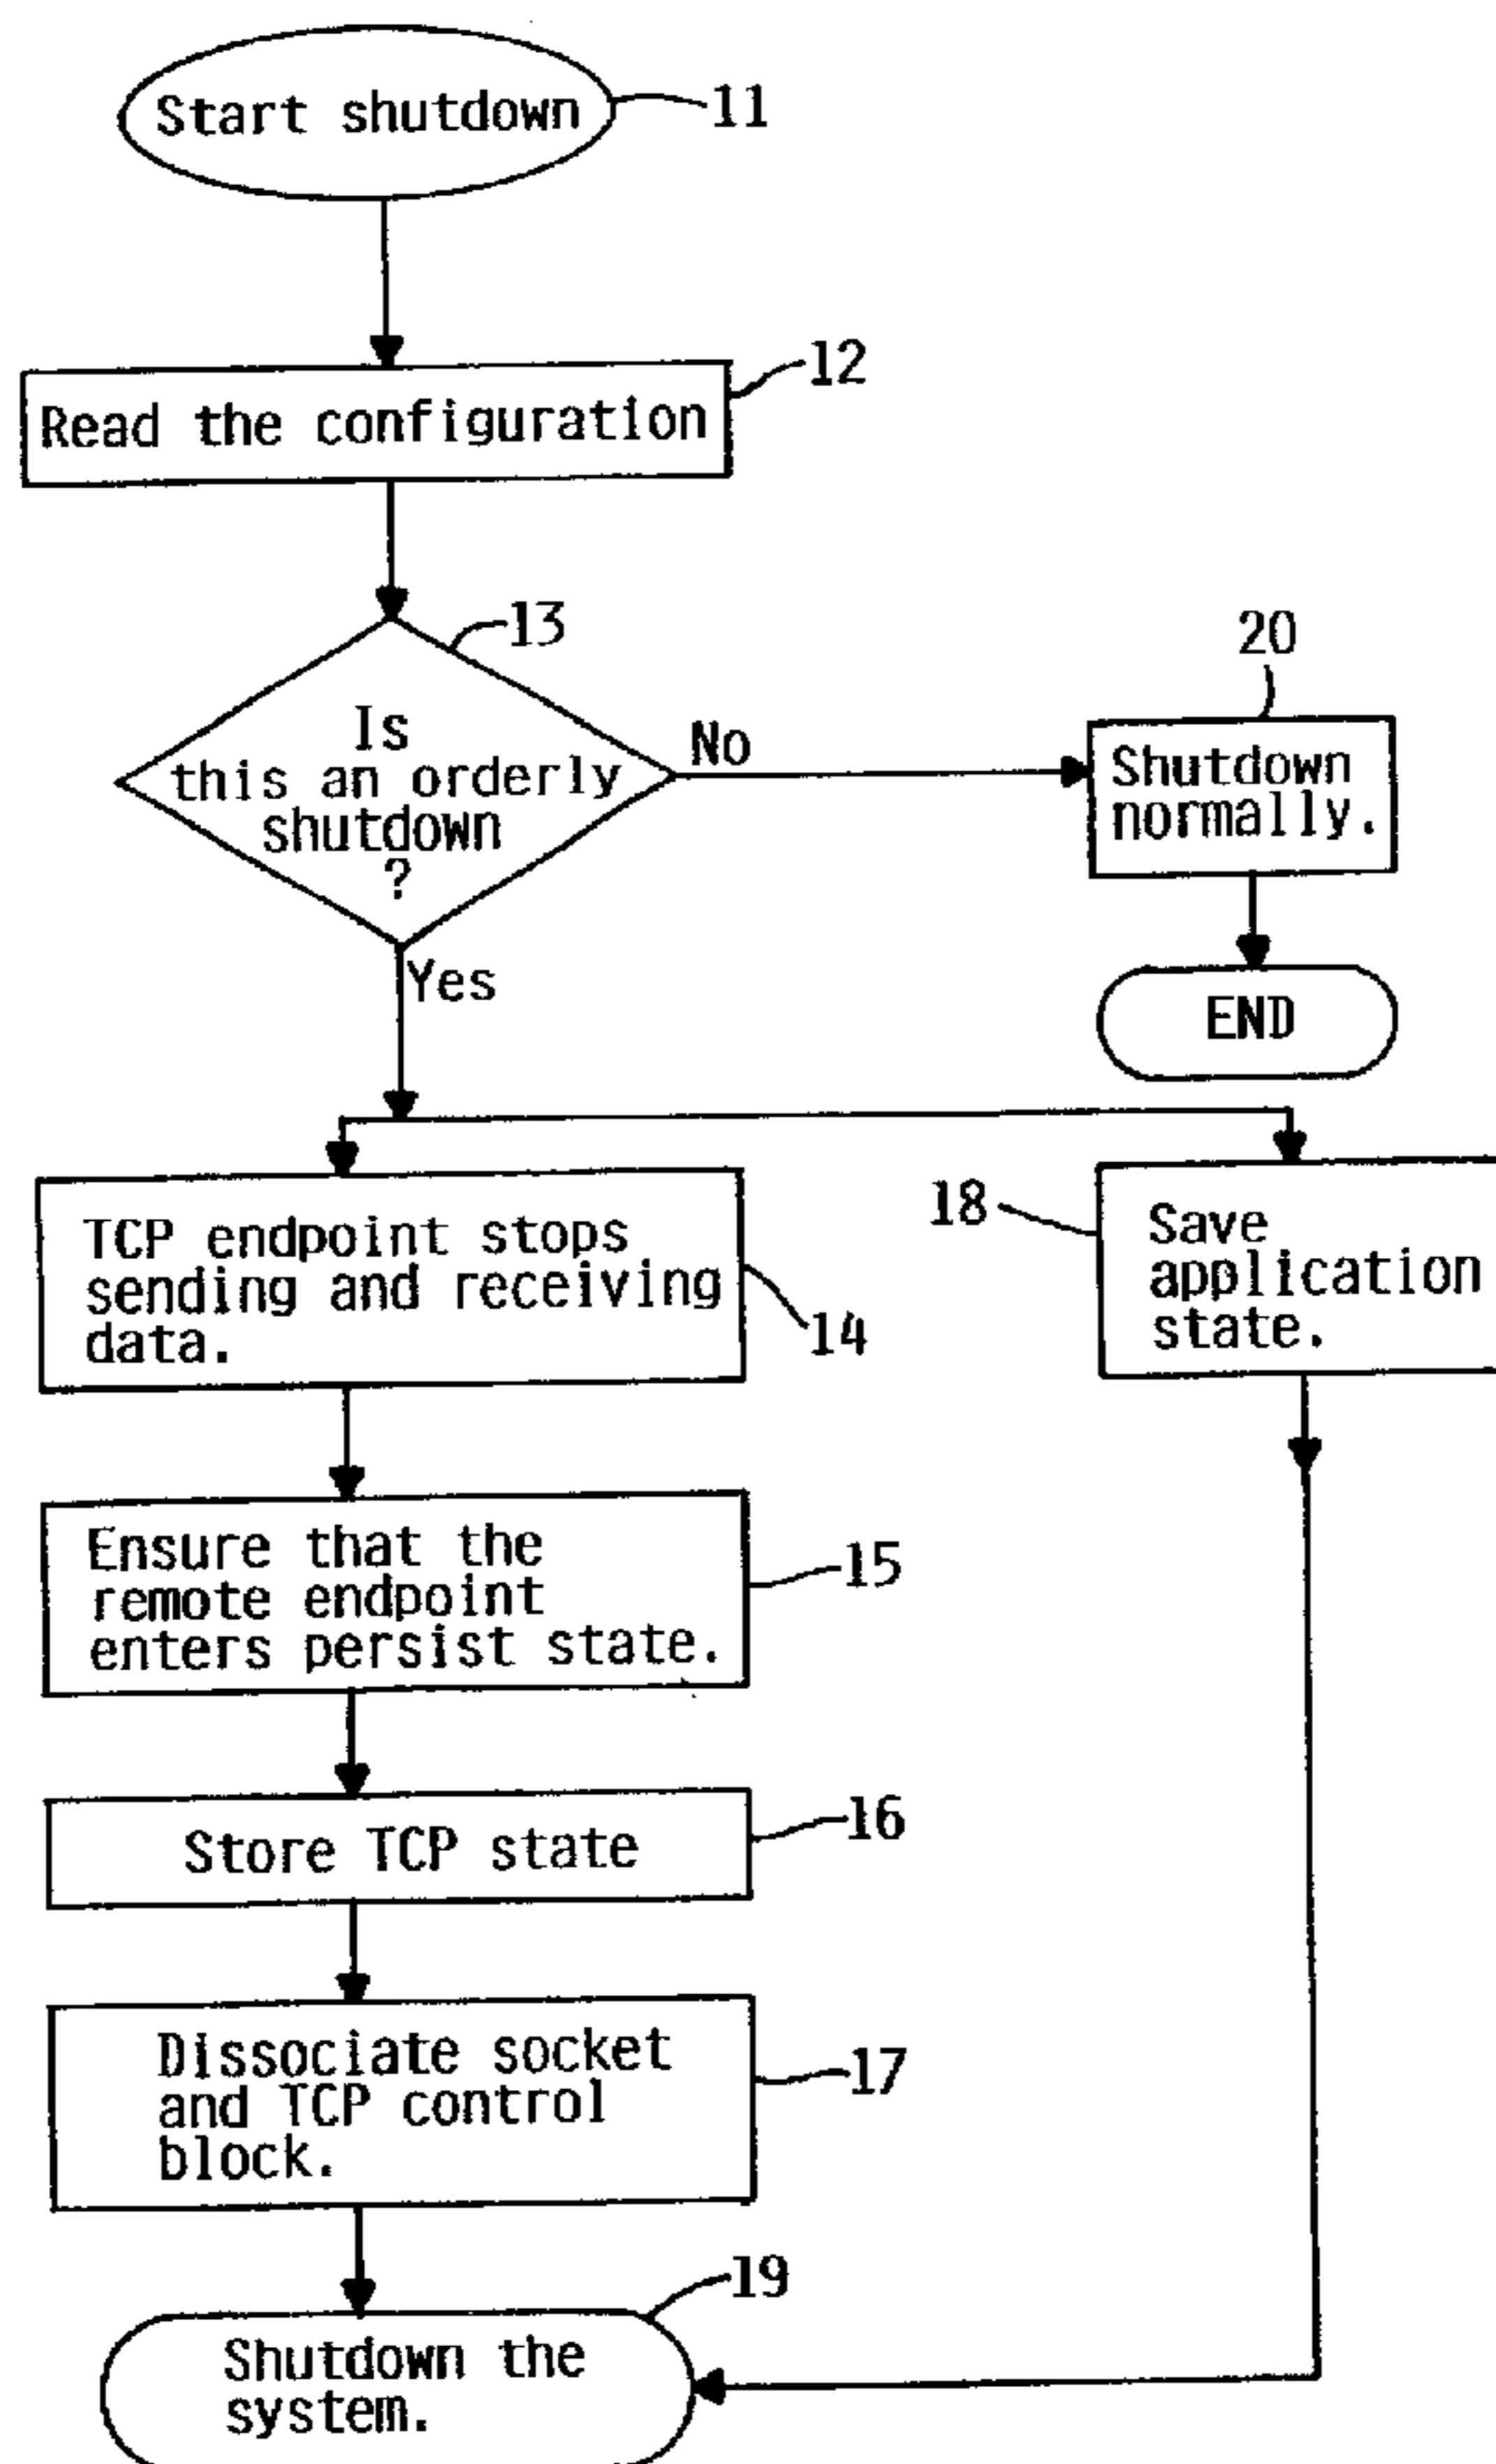 Start shutdown
11
Read the configuration
12
13
Is
this an orderly
shutdown
?
No
Yes
20
Shutdown
normally.
END
TCP endpoint stops
sending and receiving
data.
14
18
Save
application
state.
Ensure that the
remote endpoint
enters persist state.
15
Store TCP state
16
Dissociate socket
and TCP control
block.
17
19
Shutdown the
system.